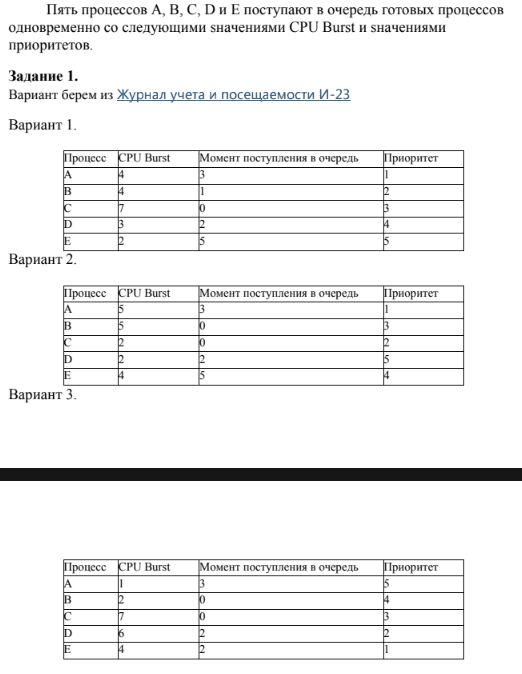 Пять процессов A, B, C, D и E поступают в очередь готовых процессов
одновременно со следующими значениями CPU Burst и значениями
приоритетов.
Задание 1.
Вариант берем из Журнал учета и посещаемости И-23
Вариант 1.
Процесс CPU Burst Момент поступления в очередь Приоритет
A 4 3 1
B 4 1 2
C 7 0 3
D 3 2 4
E 2 5 5
Вариант 2.
Процесс CPU Burst Момент поступления в очередь Приоритет
A 5 3 1
B 5 0 3
C 2 0 2
D 2 2 5
E 4 5 4
Вариант 3.
Процесс CPU Burst Момент поступления в очередь Приоритет
A 1 3 5
B 2 0 4
C 7 0 3
D 6 2 2
E 4 2 1